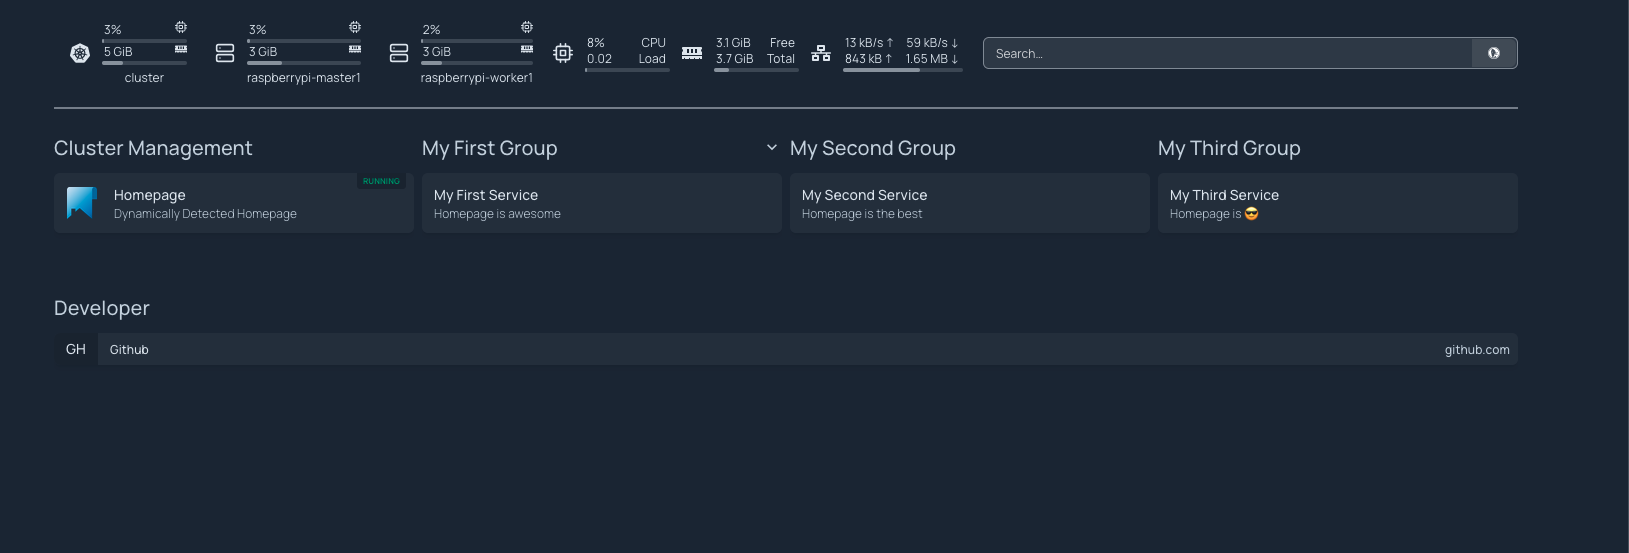 3%
5 GiB
cluster
3%
3 GiB
raspberrypi-master1
2%
3 GiB
raspberrypi-worker1
8% CPU
0.02 Load
3.1 GiB Free
3.7 GiB Total
13 kB/s ↑ 59 kB/s ↓
843 kB ↑ 1.65 MB ↓
Search...
Cluster Management
RUNNING
Homepage
Dynamically Detected Homepage
My First Group
My First Service
Homepage is awesome
My Second Group
My Second Service
Homepage is the best
My Third Group
My Third Service
Homepage is 😎
Developer
GH Github github.com